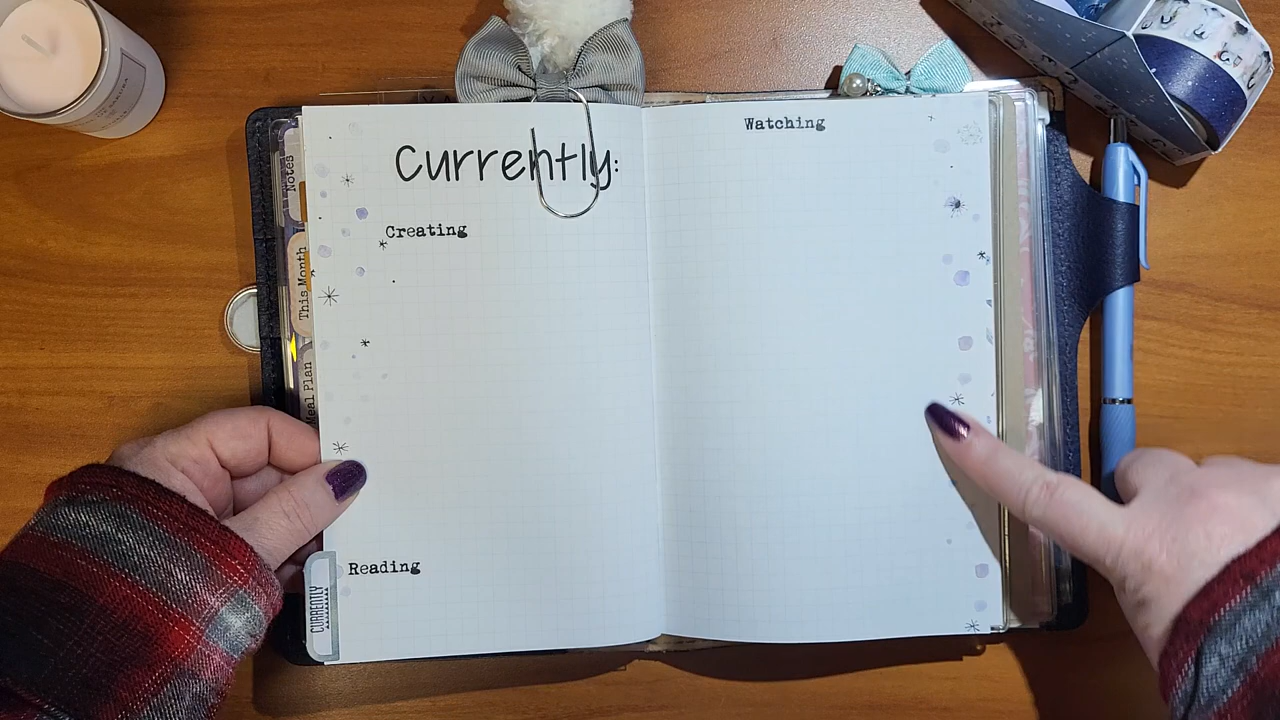 Currently:
Creating
Reading
Watching
Notes
This Month
Meal Plan
CURRENTLY